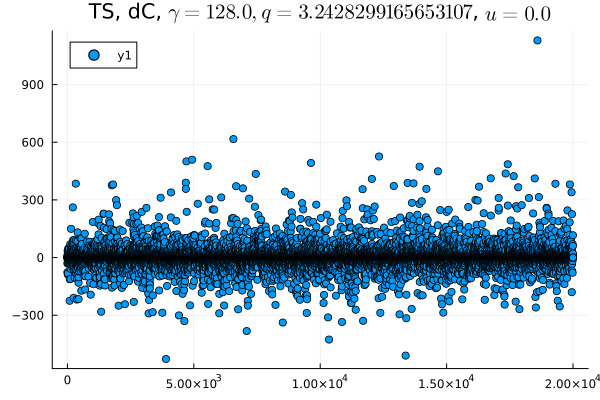 TS, dC, γ = 128.0, q = 3.2428299165653107, u = 0.0
y1
900
600
300
0
−300
0 5.00×10³ 1.00×10⁴ 1.50×10⁴ 2.00×10⁴